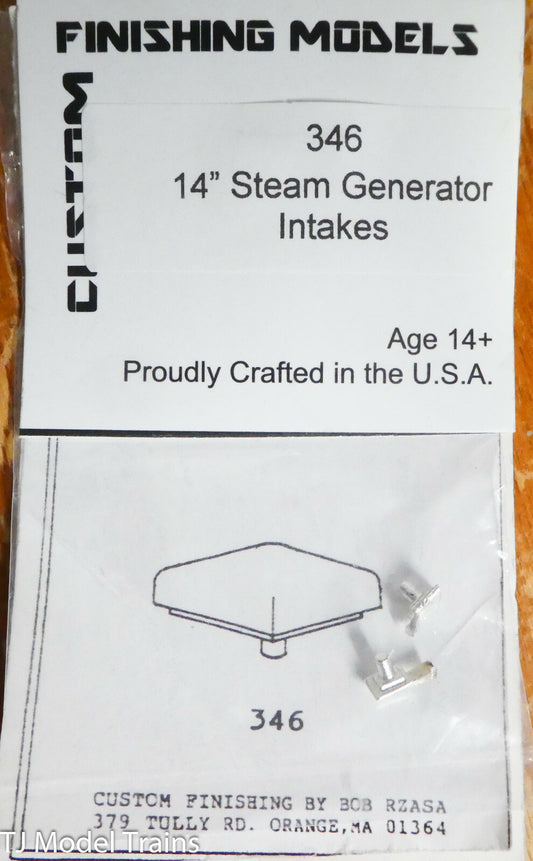 FINISHING MODELS
CUSTOM
346
14” Steam Generator
Intakes
Age 14+
Proudly Crafted in the U.S.A.
346
CUSTOM FINISHING BY BOB RZASA
379 TULLY RD. ORANGE,MA 01364
TJ Model Trains